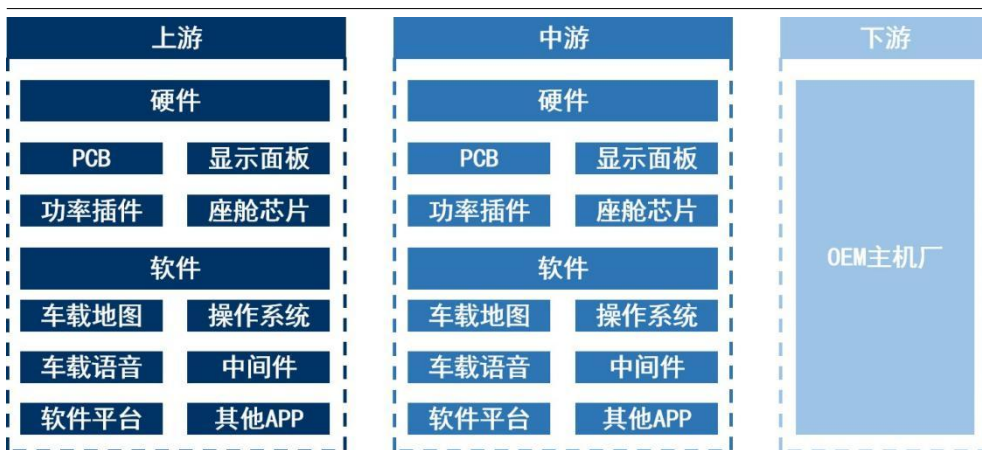 上游
硬件
PCB 显示面板
功率插件 座舱芯片
软件
车载地图 操作系统
车载语音 中间件
软件平台 其他APP
中游
硬件
PCB 显示面板
功率插件 座舱芯片
软件
车载地图 操作系统
车载语音 中间件
软件平台 其他APP
下游
OEM主机厂